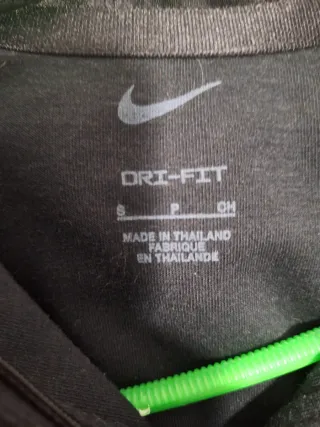 DRI-FIT
S P CH
MADE IN THAILAND
FABRIQUE
EN THAILANDE